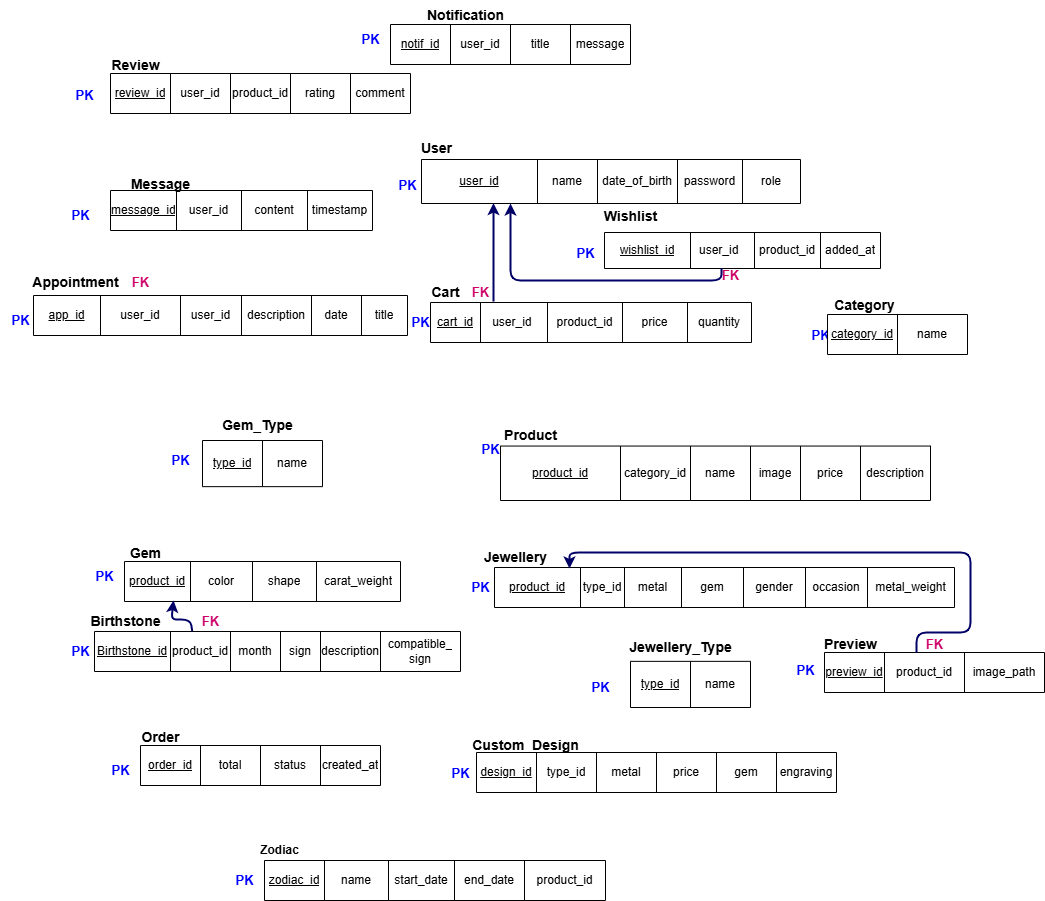 Notification
PK
notif_id user_id title message
Review
PK
review_id user_id product_id rating comment
User
PK
user_id name date_of_birth password role
Message
PK
message_id user_id content timestamp
Wishlist
PK
wishlist_id user_id product_id added_at
FK
Appointment FK
PK
app_id user_id user_id description date title
Cart FK
PK
cart_id user_id product_id price quantity
Category
PK
category_id name
Gem_Type
PK
type_id name
Product
PK
product_id category_id name image price description
Gem
PK
product_id color shape carat_weight
Jewellery
PK
product_id type_id metal gem gender occasion metal_weight
Birthstone FK
PK
Birthstone_id product_id month sign description compatible_
sign
Jewellery_Type
PK
type_id name
Preview FK
PK
preview_id product_id image_path
Order
PK
order_id total status created_at
Custom_Design
PK
design_id type_id metal price gem engraving
Zodiac
PK
zodiac_id name start_date end_date product_id